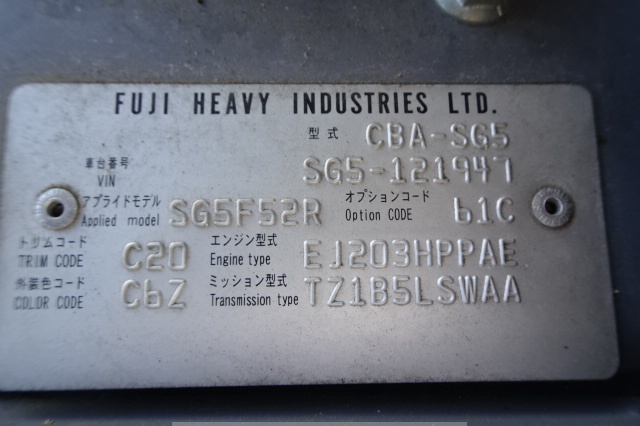 FUJI HEAVY INDUSTRIES LTD.
型式 CBA-SG5
車台番号
VIN SG5-121947
アプライドモデル オプションコード
Applied model SG5F52R Option CODE 61C
トリムコード エンジン型式
TRIM CODE C20 Engine type EJ203HPPAE
外装色コード ミッション型式
COLOR CODE C6Z Transmission type TZ1B5LSWAA